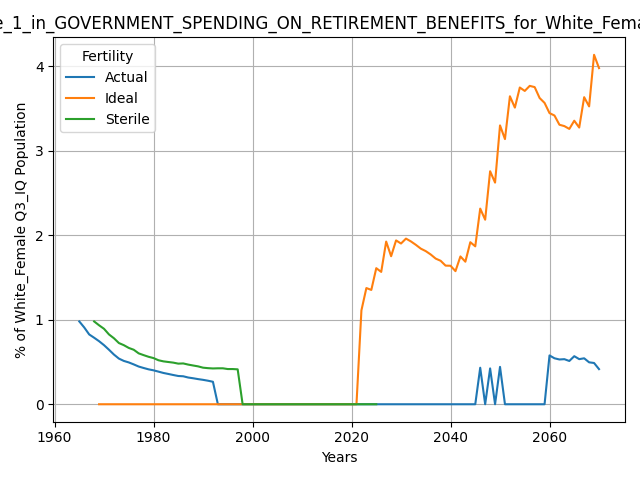 e_1_in_GOVERNMENT_SPENDING_ON_RETIREMENT_BENEFITS_for_White_Fema
Fertility
Actual
Ideal
Sterile
% of White_Female Q3_IQ Population
4
3
2
1
0
1960 1980 2000 2020 2040 2060
Years